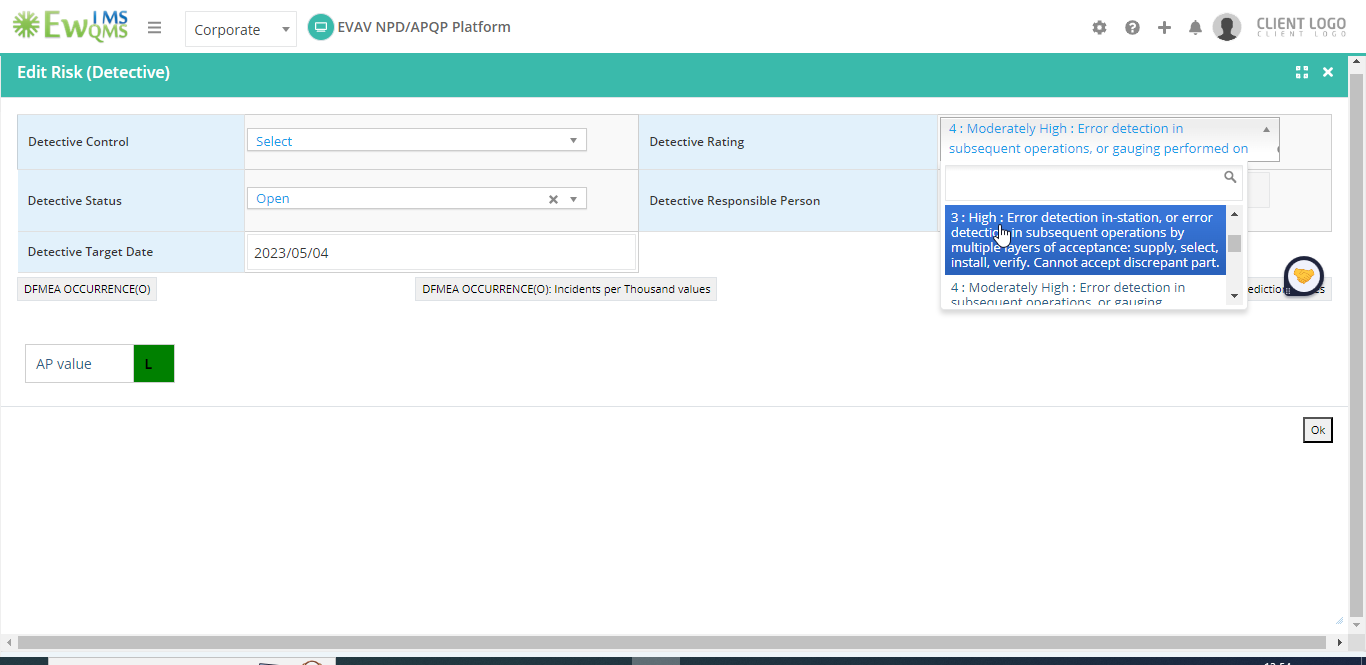 EwQMS IMS
Corporate
EVAV NPD/APQP Platform
CLIENT LOGO
CLIENT LOGO
Edit Risk (Detective)
Detective Control
Select
Detective Rating
4 : Moderately High : Error detection in
subsequent operations, or gauging performed on
Detective Status
Open
Detective Responsible Person
3 : High : Error detection in-station, or error
detection in subsequent operations by
multiple layers of acceptance: supply, select,
install, verify. Cannot accept discrepant part.
Detective Target Date
2023/05/04
DFMEA OCCURRENCE(O)
DFMEA OCCURRENCE(O): Incidents per Thousand values
4 : Moderately High : Error detection in
subsequent operations, or gauging
AP value
L
Ok